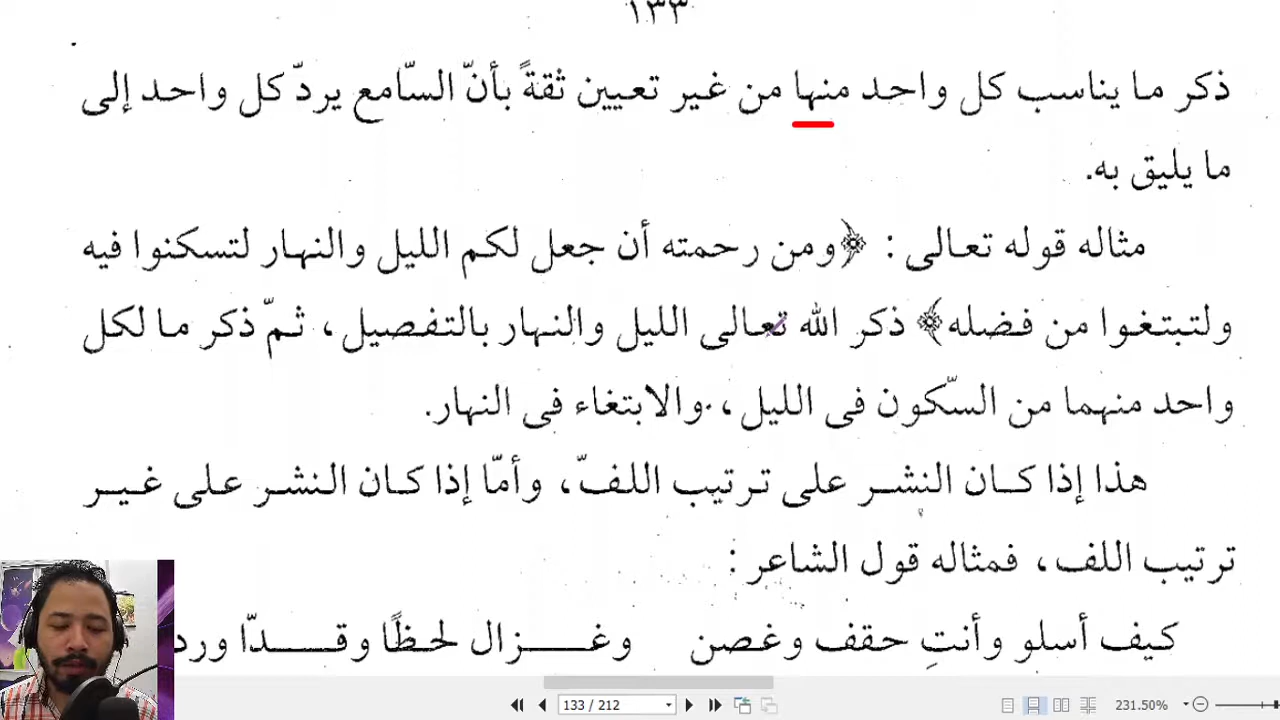 ١٣٣
ذكر ما يناسب كل واحد منها من غير تعيين ثقةً بأنّ السّامع يردّ كل واحد إلى
ما يليق به.
مثاله قوله تعالى : ﴿ومن رحمته أن جعل لكم الليل والنهار لتسكنوا فيه
ولتبتغوا من فضله﴾ ذكر الله تعالى الليل والنهار بالتفصيل، ثمّ ذكر ما لكل
واحد منهما من السّكون فى الليل، والابتغاء فى النهار.
هذا إذا كان النشر على ترتيب اللفّ، وأمّا إذا كان النشر على غير
ترتيب اللف، فمثاله قول الشاعر :
كيف أسلو وأنتِ حقف وغصن وغزال لحظًا وقدّا
133 / 212
231.50%